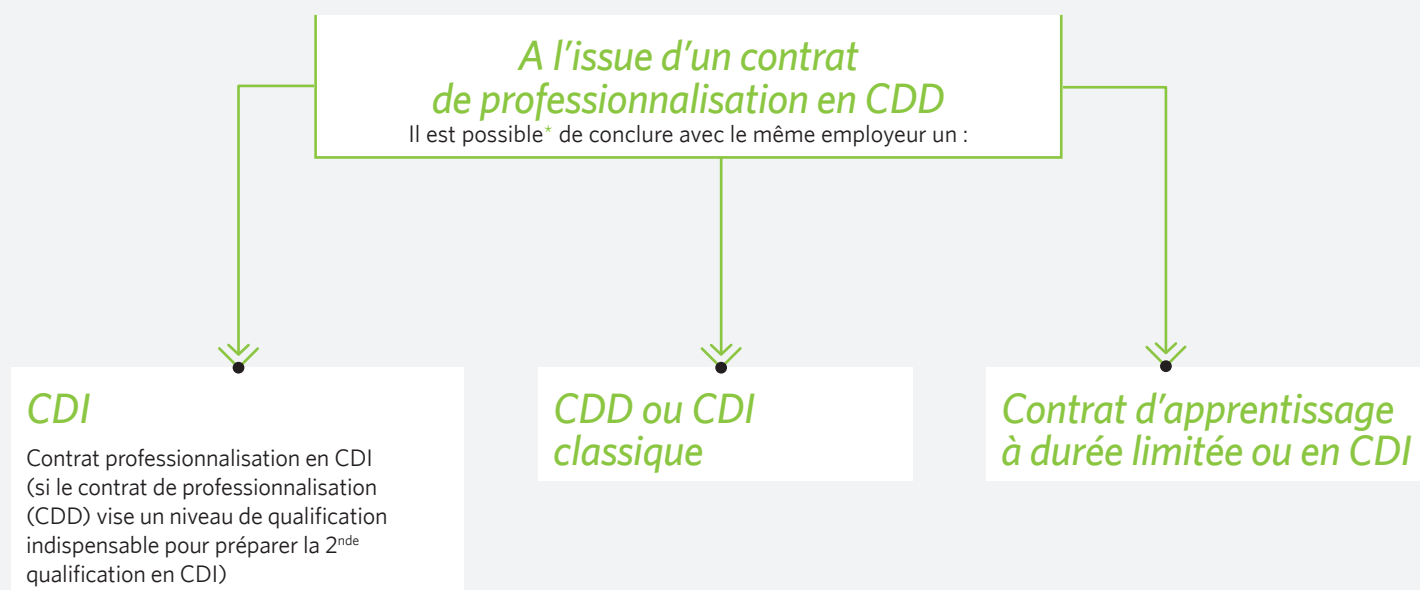 A l’issue d’un contrat
de professionnalisation en CDD
Il est possible* de conclure avec le même employeur un :
CDI
Contrat professionnalisation en CDI
(si le contrat de professionnalisation
(CDD) vise un niveau de qualification
indispensable pour préparer la 2nde
qualification en CDI)
CDD ou CDI
classique
Contrat d’apprentissage
à durée limitée ou en CDI